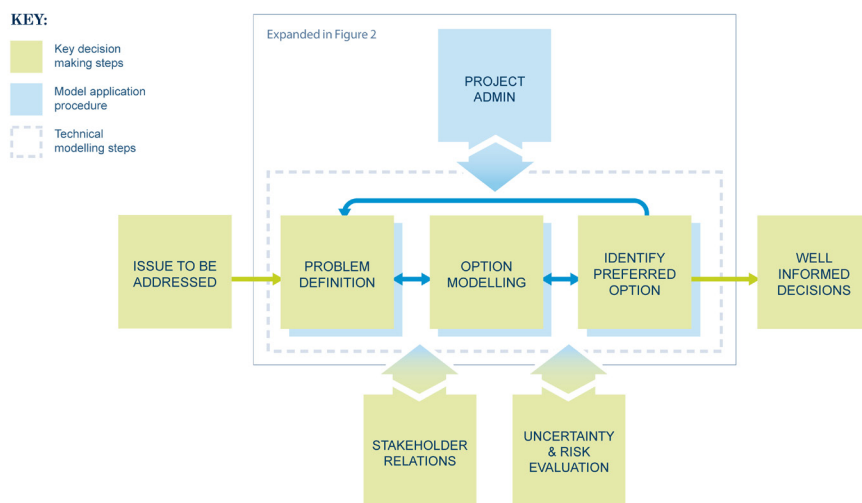 KEY:
Key decision
making steps
Model application
procedure
Technical
modelling steps
Expanded in Figure 2
PROJECT
ADMIN
ISSUE TO BE
ADDRESSED
PROBLEM
DEFINITION
OPTION
MODELLING
IDENTIFY
PREFERRED
OPTION
WELL
INFORMED
DECISIONS
STAKEHOLDER
RELATIONS
UNCERTAINTY
& RISK
EVALUATION